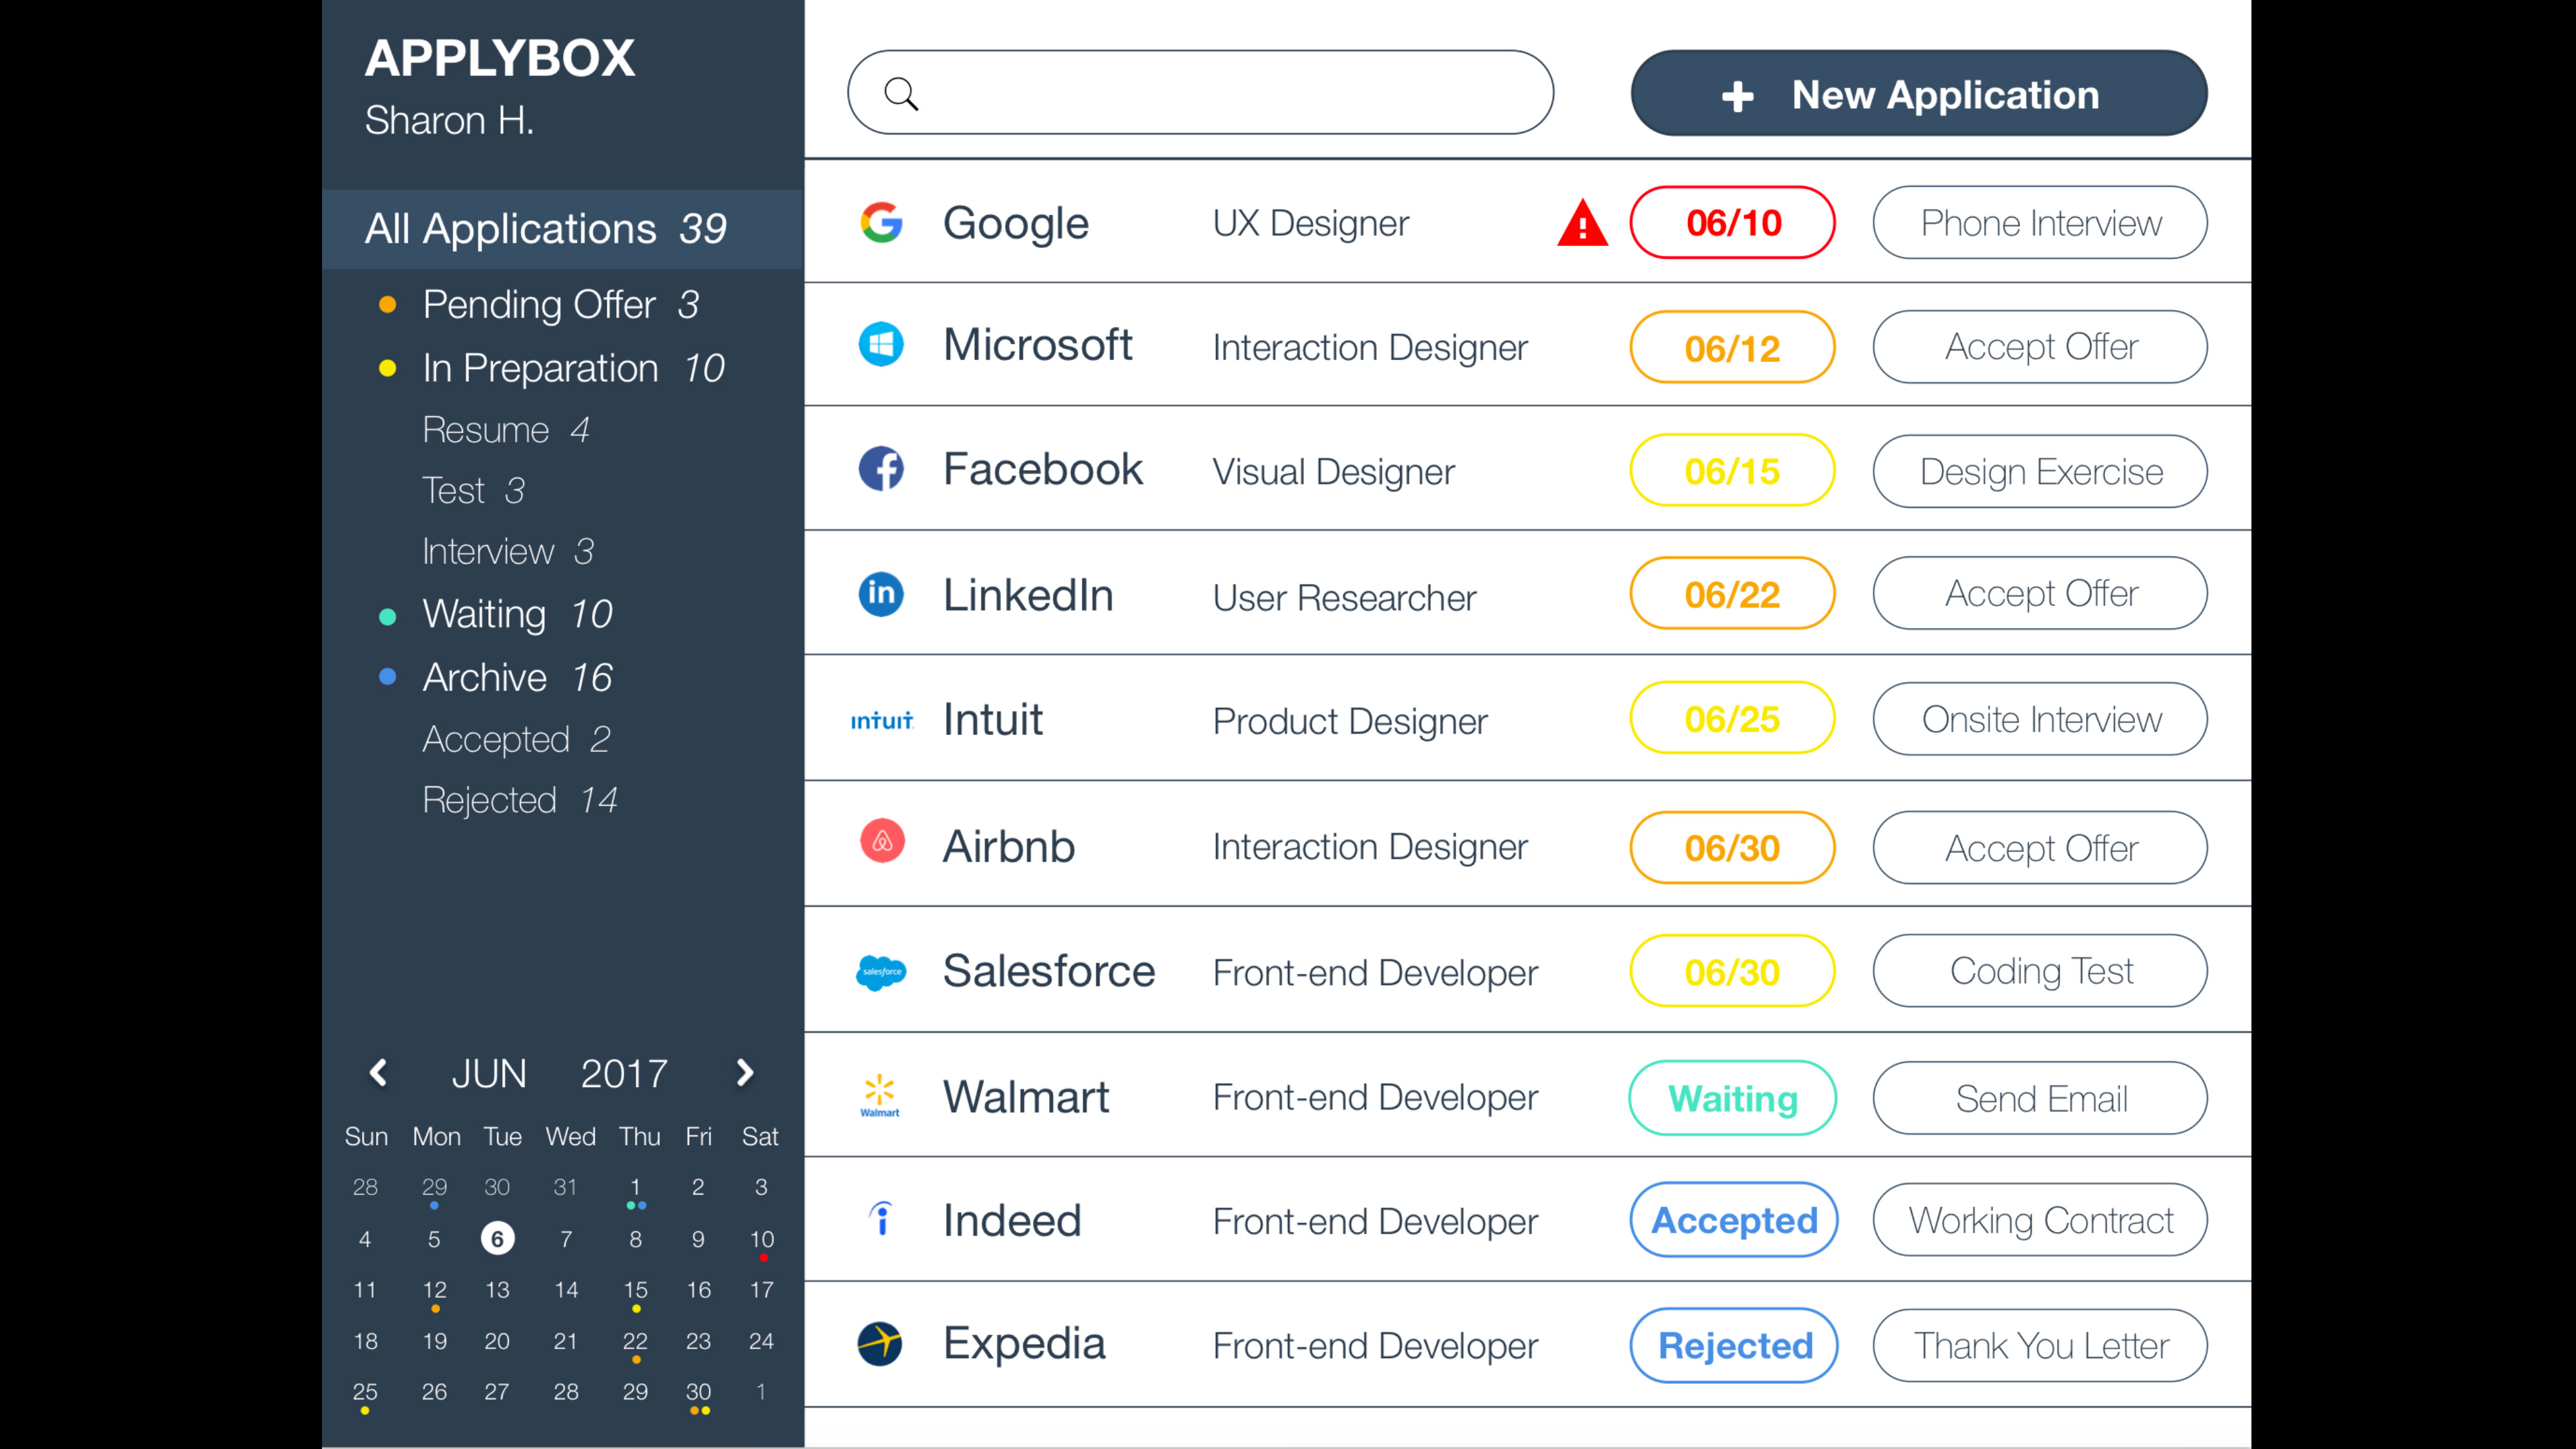 APPLYBOX
Sharon H.
All Applications 39
Pending Offer 3
In Preparation 10
Resume 4
Test 3
Interview 3
Waiting 10
Archive 16
Accepted 2
Rejected 14
JUN 2017
Sun Mon Tue Wed Thu Fri Sat
28 29 30 31 1 2 3
4 5 6 7 8 9 10
11 12 13 14 15 16 17
18 19 20 21 22 23 24
25 26 27 28 29 30 1
+ New Application
Google UX Designer 06/10 Phone Interview
Microsoft Interaction Designer 06/12 Accept Offer
Facebook Visual Designer 06/15 Design Exercise
in LinkedIn User Researcher 06/22 Accept Offer
INTUIT Intuit Product Designer 06/25 Onsite Interview
Airbnb Interaction Designer 06/30 Accept Offer
salesforce Salesforce Front-end Developer 06/30 Coding Test
Walmart Walmart Front-end Developer Waiting Send Email
Indeed Front-end Developer Accepted Working Contract
Expedia Front-end Developer Rejected Thank You Letter